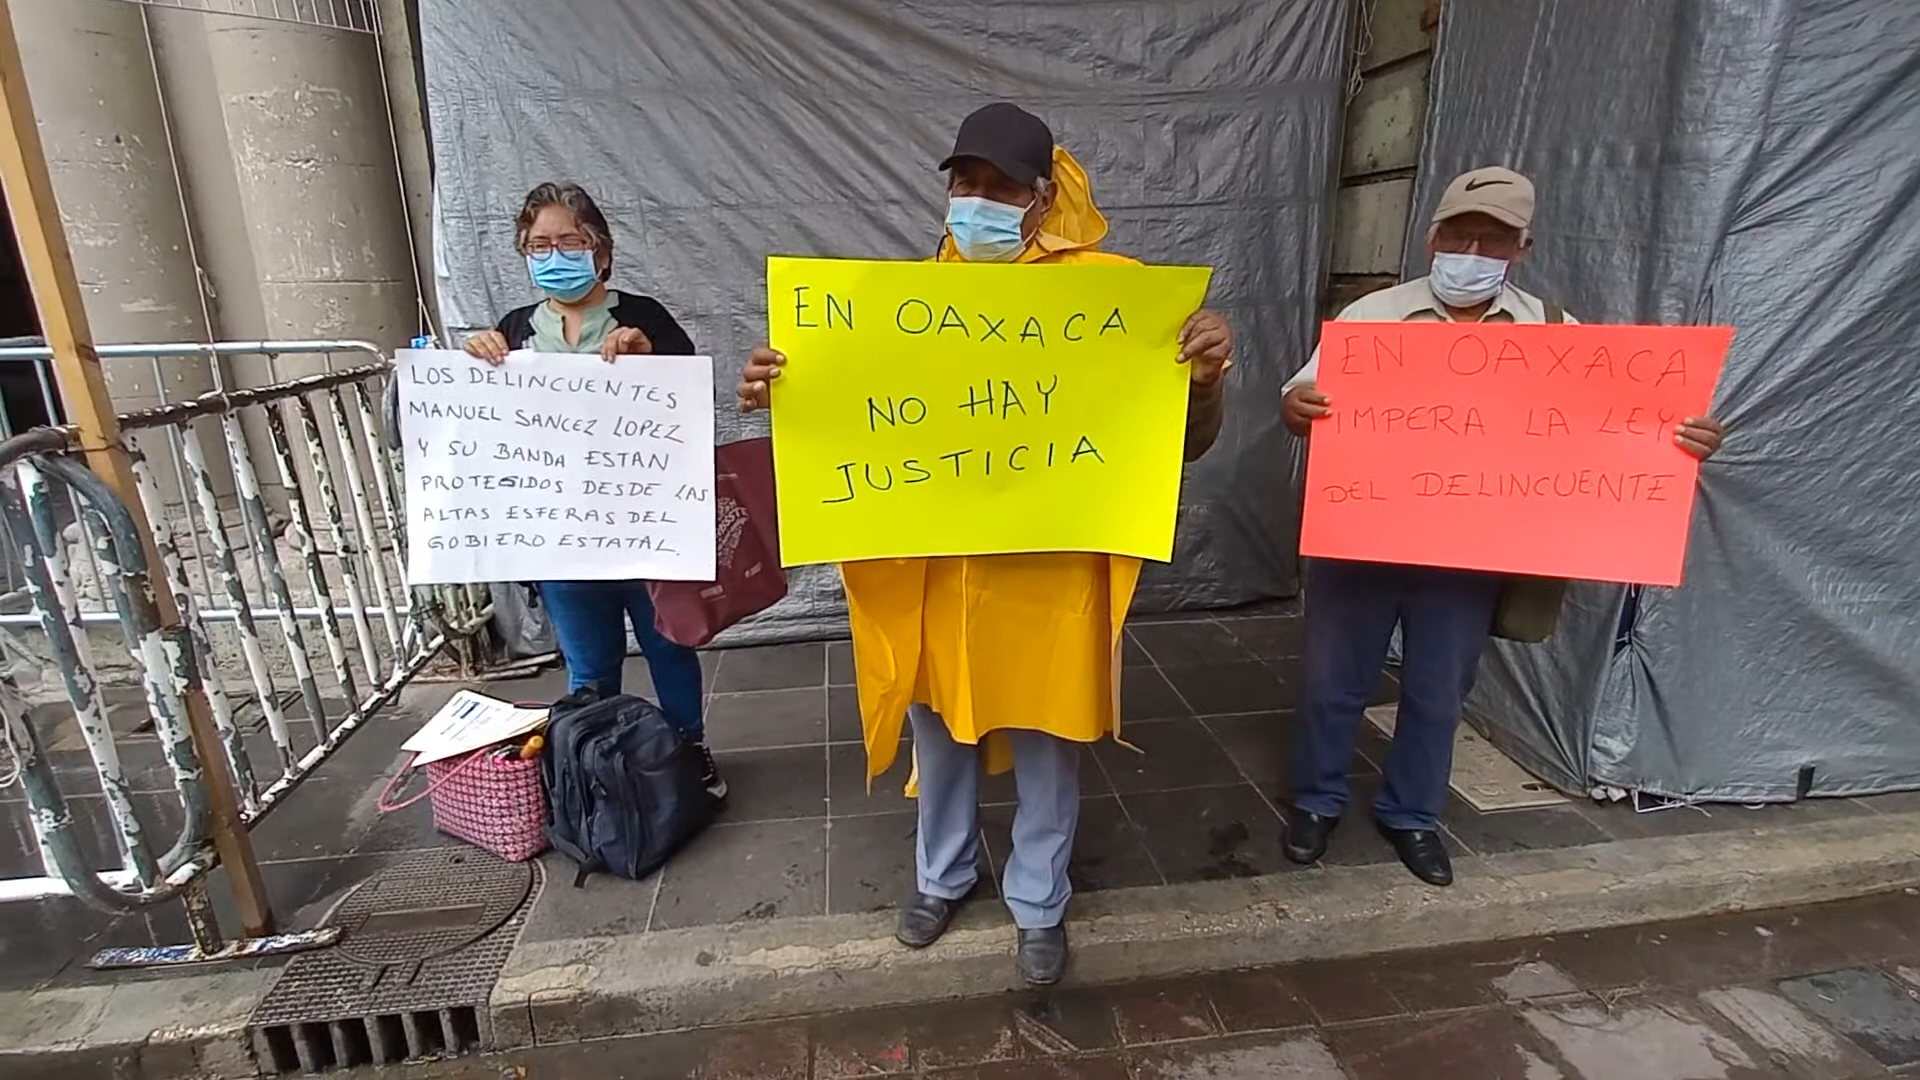 LOS DELINCUENTES
MANUEL SANCEZ LOPEZ
Y SU BANDA ESTAN
PROTEGIDOS DESDE LAS
ALTAS ESFERAS DEL
GOBIERO ESTATAL.
EN OAXACA
NO HAY
JUSTICIA
EN OAXACA
IMPERA LA LEY
DEL DELINCUENTE